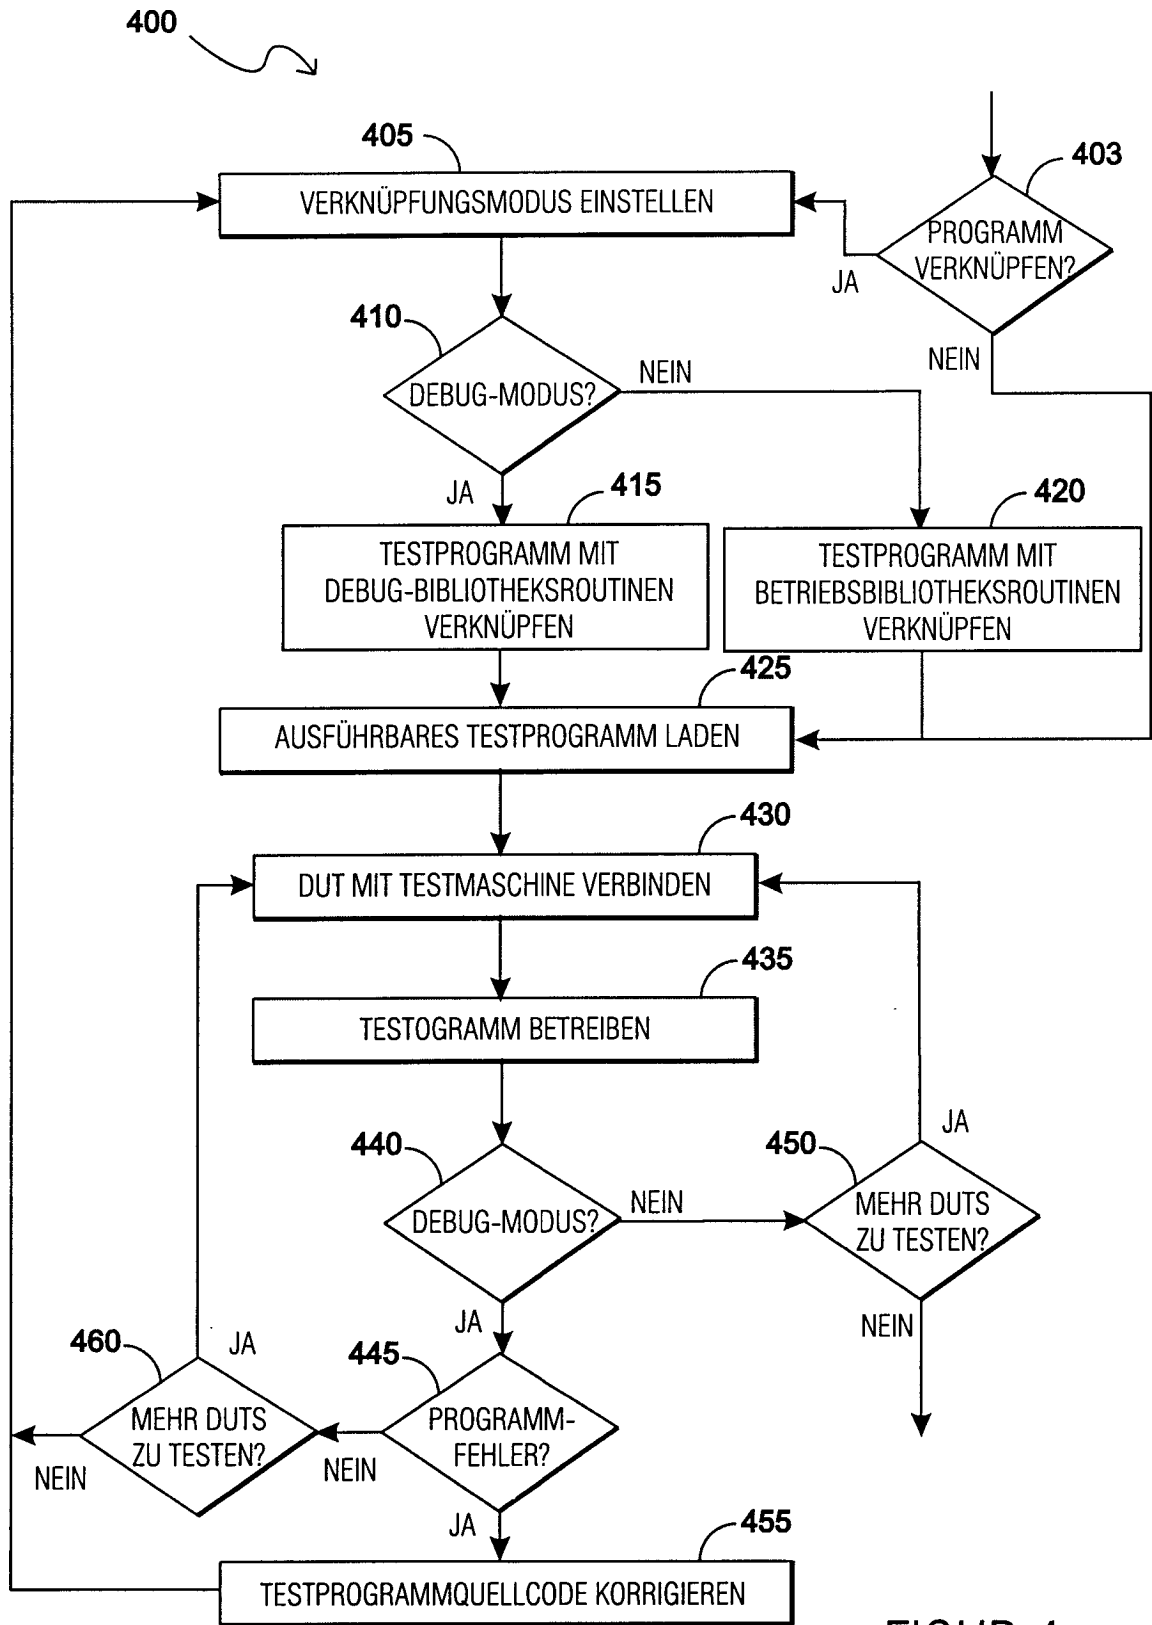 400
405
403
VERKNÜPFUNGSMODUS EINSTELLEN
PROGRAMM
VERKNÜPFEN?
JA
410
NEIN
NEIN
DEBUG-MODUS?
JA
415
420
TESTPROGRAMM MIT
DEBUG-BIBLIOTHEKSROUTINEN
VERKNÜPFEN
TESTPROGRAMM MIT
BETRIEBSBIBLIOTHEKSROUTINEN
VERKNÜPFEN
425
AUSFÜHRBARES TESTPROGRAMM LADEN
430
DUT MIT TESTMASCHINE VERBINDEN
435
TESTOGRAMM BETREIBEN
440
450
JA
DEBUG-MODUS?
NEIN
MEHR DUTS
ZU TESTEN?
JA
NEIN
460
JA
445
MEHR DUTS
ZU TESTEN?
PROGRAMM-
FEHLER?
NEIN
NEIN
JA
455
TESTPROGRAMMQUELLCODE KORRIGIEREN